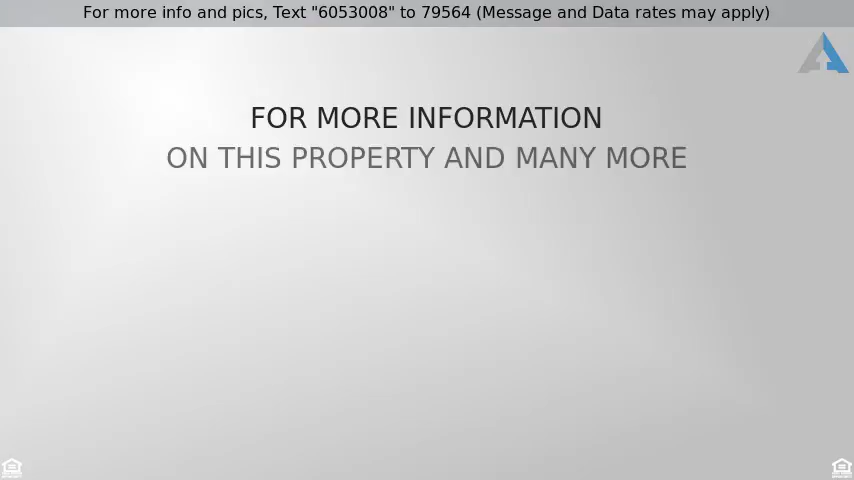 For more info and pics, Text "6053008" to 79564 (Message and Data rates may apply)
FOR MORE INFORMATION
ON THIS PROPERTY AND MANY MORE